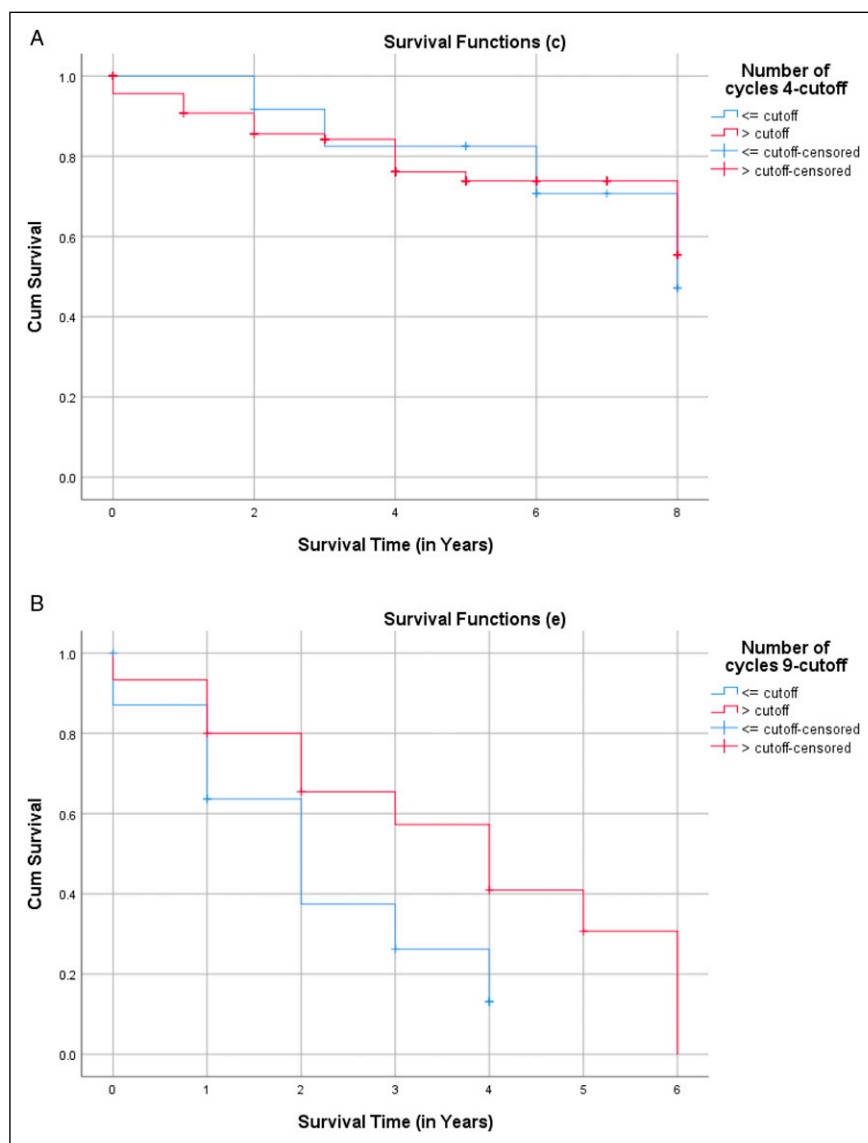 A
Survival Functions (c)
Number of
cycles 4-cutoff
<= cutoff
> cutoff
<= cutoff-censored
> cutoff-censored
1.0
0.8
0.6
0.4
0.2
0.0
Cum Survival
0 2 4 6 8
Survival Time (in Years)
B
Survival Functions (e)
Number of
cycles 9-cutoff
<= cutoff
> cutoff
<= cutoff-censored
> cutoff-censored
1.0
0.8
0.6
0.4
0.2
0.0
Cum Survival
0 1 2 3 4 5 6
Survival Time (in Years)